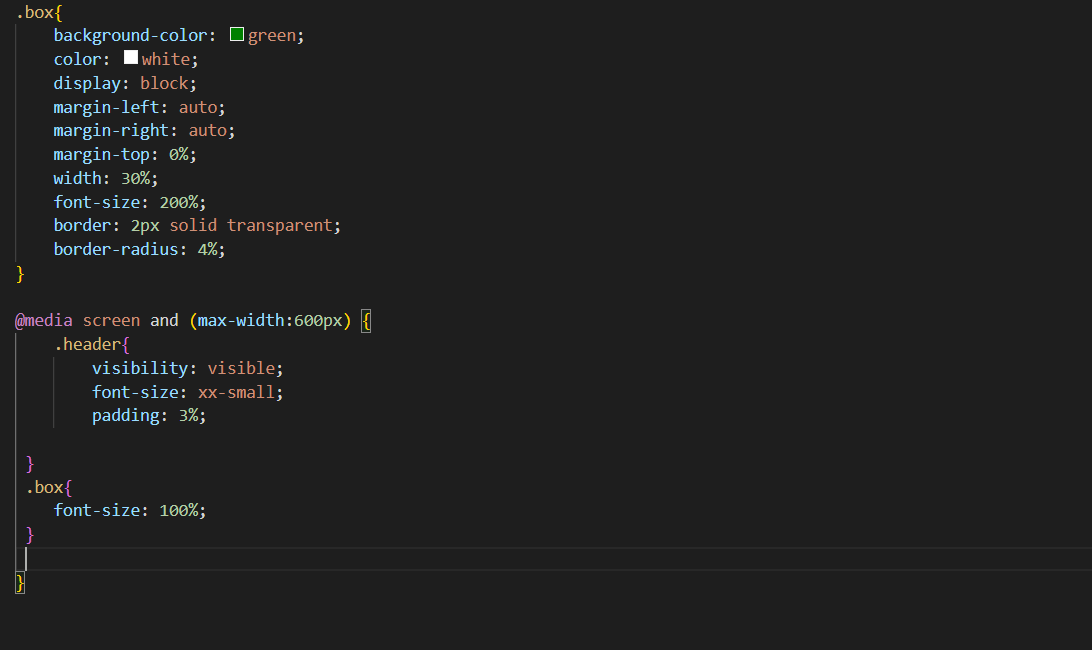 .box{
    background-color: green;
    color: white;
    display: block;
    margin-left: auto;
    margin-right: auto;
    margin-top: 0%;
    width: 30%;
    font-size: 200%;
    border: 2px solid transparent;
    border-radius: 4%;
}
@media screen and (max-width:600px) {
    .header{
        visibility: visible;
        font-size: xx-small;
        padding: 3%;
 }
 .box{
    font-size: 100%;
 }
}